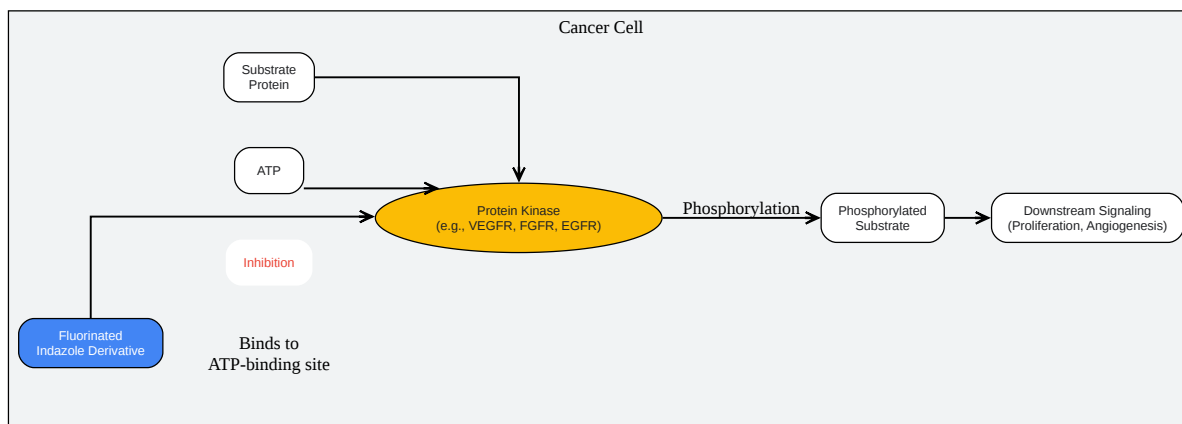 Cancer Cell
Substrate
Protein
ATP
Protein Kinase
(e.g., VEGFR, FGFR, EGFR)
Phosphorylation
Phosphorylated
Substrate
Downstream Signaling
(Proliferation, Angiogenesis)
Inhibition
Fluorinated
Indazole Derivative
Binds to
ATP-binding site